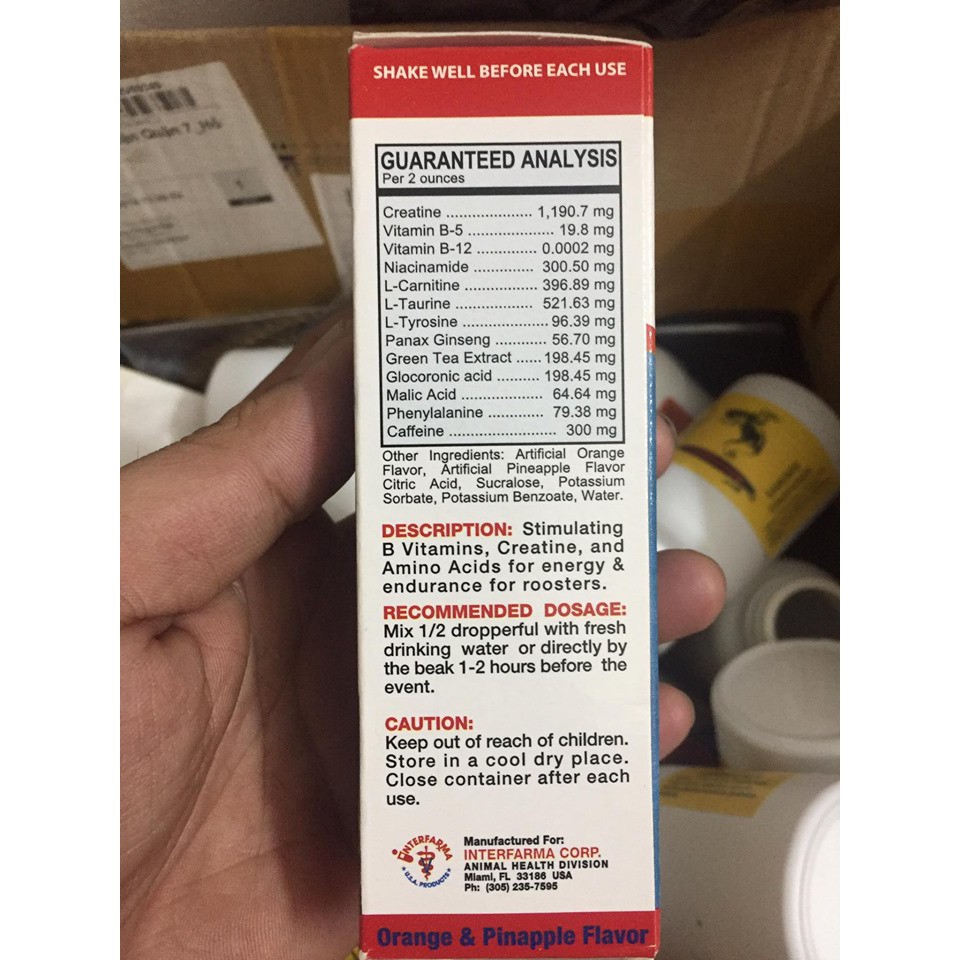 SHAKE WELL BEFORE EACH USE
GUARANTEED ANALYSIS
Per 2 ounces
Creatine ................... 1,190.7 mg
Vitamin B-5 ................... 19.8 mg
Vitamin B-12 ............. 0.0002 mg
Niacinamide ............. 300.50 mg
L-Carnitine ................ 396.89 mg
L-Taurine ................. 521.63 mg
L-Tyrosine ................... 96.39 mg
Panax Ginseng ............ 56.70 mg
Green Tea Extract ...... 198.45 mg
Glocoronic acid .......... 198.45 mg
Malic Acid .................. 64.64 mg
Phenylalanine ............. 79.38 mg
Caffeine ........................ 300 mg
Other Ingredients: Artificial Orange
Flavor, Artificial Pineapple Flavor
Citric Acid, Sucralose, Potassium
Sorbate, Potassium Benzoate, Water.
DESCRIPTION: Stimulating
B Vitamins, Creatine, and
Amino Acids for energy &
endurance for roosters.
RECOMMENDED DOSAGE:
Mix 1/2 dropperful with fresh
drinking water or directly by
the beak 1-2 hours before the
event.
CAUTION:
Keep out of reach of children.
Store in a cool dry place.
Close container after each
use.
INTERFARMA
U.S.A. PRODUCTS
Manufactured For:
INTERFARMA CORP.
ANIMAL HEALTH DIVISION
Miami, FL 33186 USA
Ph: (305) 235-7595
Orange & Pinapple Flavor
Quận 7